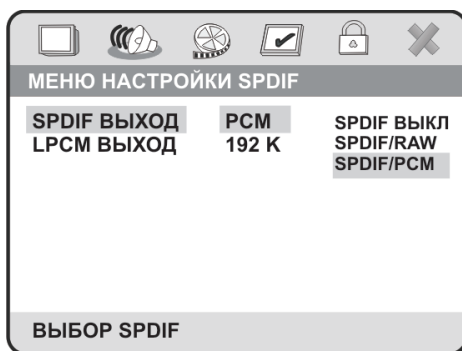 МЕНЮ НАСТРОЙКИ SPDIF
SPDIF ВЫХОД PCM SPDIF ВЫКЛ
LPCM ВЫХОД 192 K SPDIF/RAW
SPDIF/PCM
ВЫБОР SPDIF